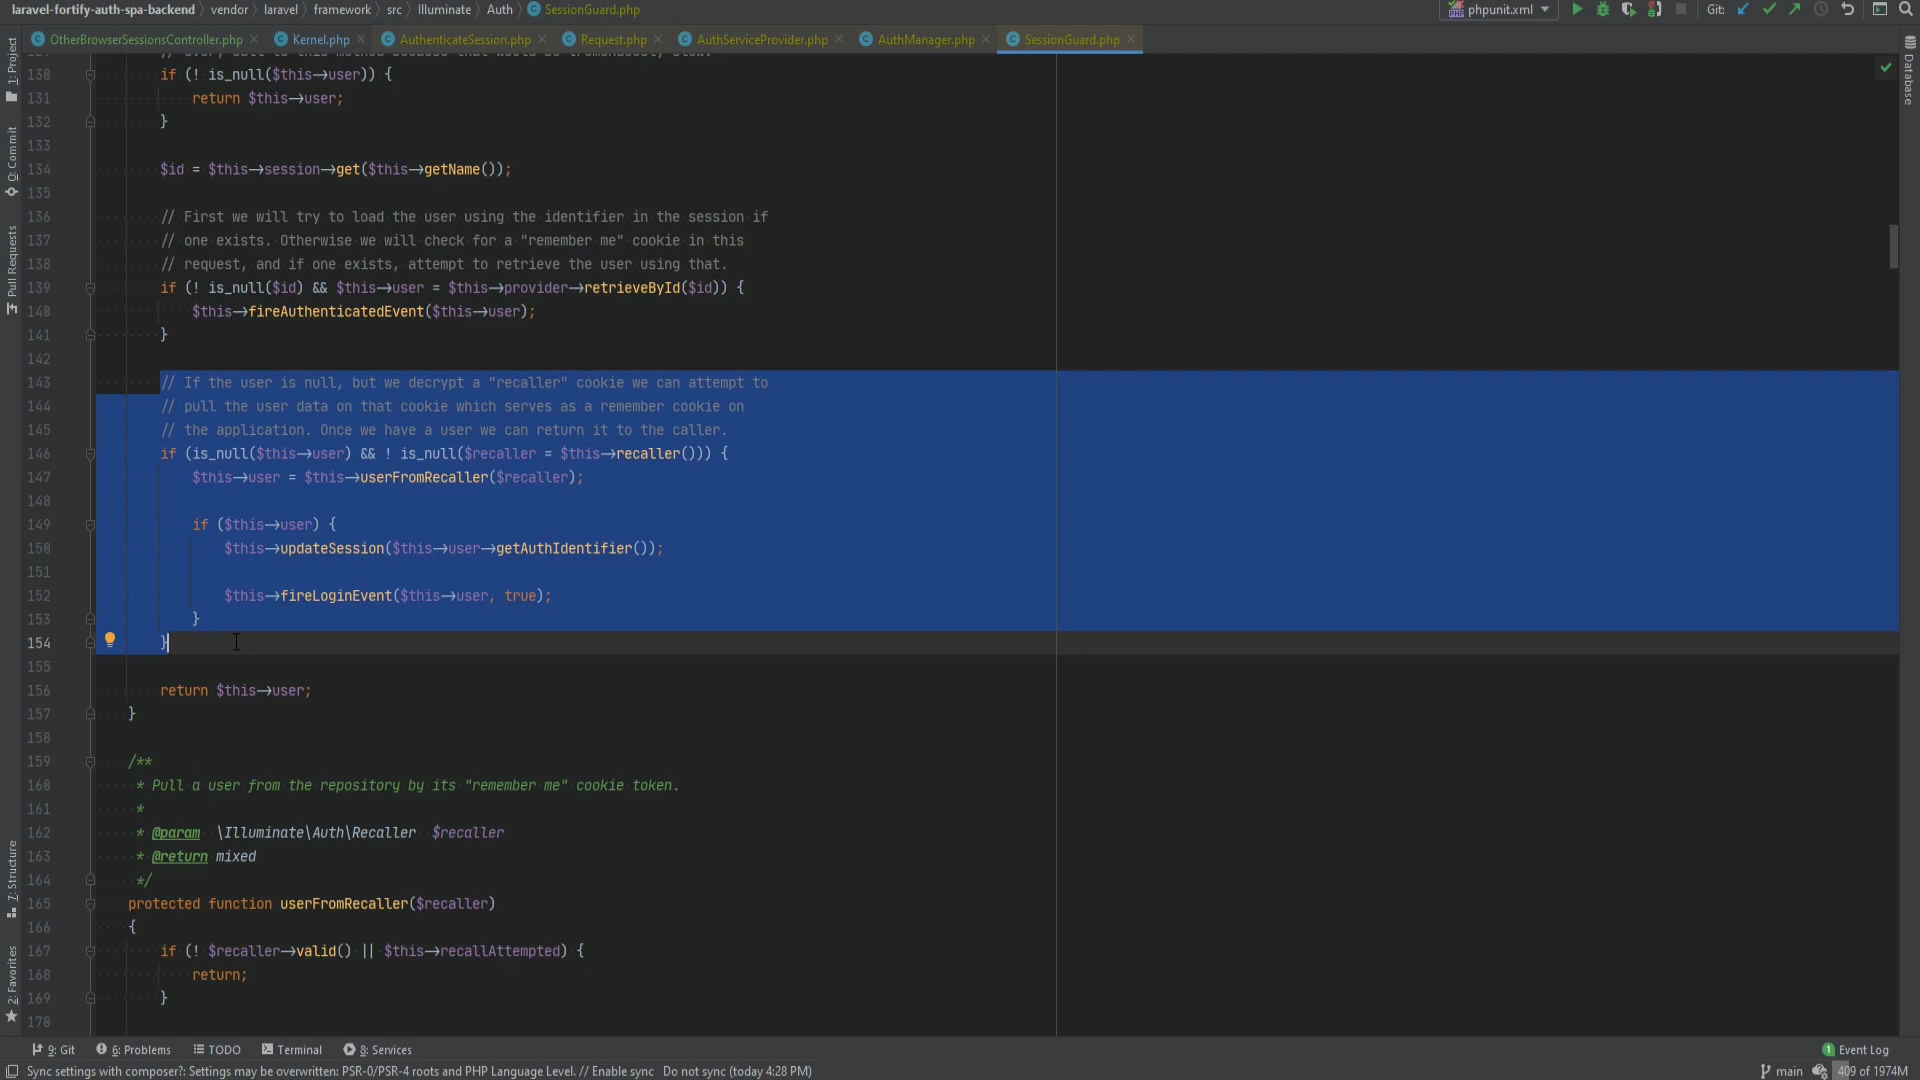 laravel-fortify-auth-spa-backend vendor laravel framework src Illuminate Auth SessionGuard.php phpunit.xml Git:
OtherBrowserSessionsController.php Kernel.php AuthenticateSession.php Request.php AuthServiceProvider.php AuthManager.php SessionGuard.php
130 if (! is_null($this→user)) {
131 return $this→user;
132 }
133
134 $id = $this→session→get($this→getName());
135
136 // First we will try to load the user using the identifier in the session if
137 // one exists. Otherwise we will check for a "remember me" cookie in this
138 // request, and if one exists, attempt to retrieve the user using that.
139 if (! is_null($id) && $this→user = $this→provider→retrieveById($id)) {
140 $this→fireAuthenticatedEvent($this→user);
141 }
142
143 // If the user is null, but we decrypt a "recaller" cookie we can attempt to
144 // pull the user data on that cookie which serves as a remember cookie on
145 // the application. Once we have a user we can return it to the caller.
146 if (is_null($this→user) && ! is_null($recaller = $this→recaller())) {
147 $this→user = $this→userFromRecaller($recaller);
148
149 if ($this→user) {
150 $this→updateSession($this→user→getAuthIdentifier());
151
152 $this→fireLoginEvent($this→user, true);
153 }
154 }
155
156 return $this→user;
157 }
158
159 /**
160 * Pull a user from the repository by its "remember me" cookie token.
161 *
162 * @param \Illuminate\Auth\Recaller $recaller
163 * @return mixed
164 */
165 protected function userFromRecaller($recaller)
166 {
167 if (! $recaller→valid() || $this→recallAttempted) {
168 return;
169 }
170
1: Project
0: Commit
Pull Requests
7: Structure
2: Favorites
Database
9: Git 6: Problems TODO Terminal 8: Services 1 Event Log
Sync settings with composer?: Settings may be overwritten: PSR-0/PSR-4 roots and PHP Language Level. // Enable sync Do not sync (today 4:28 PM) main 409 of 1974M